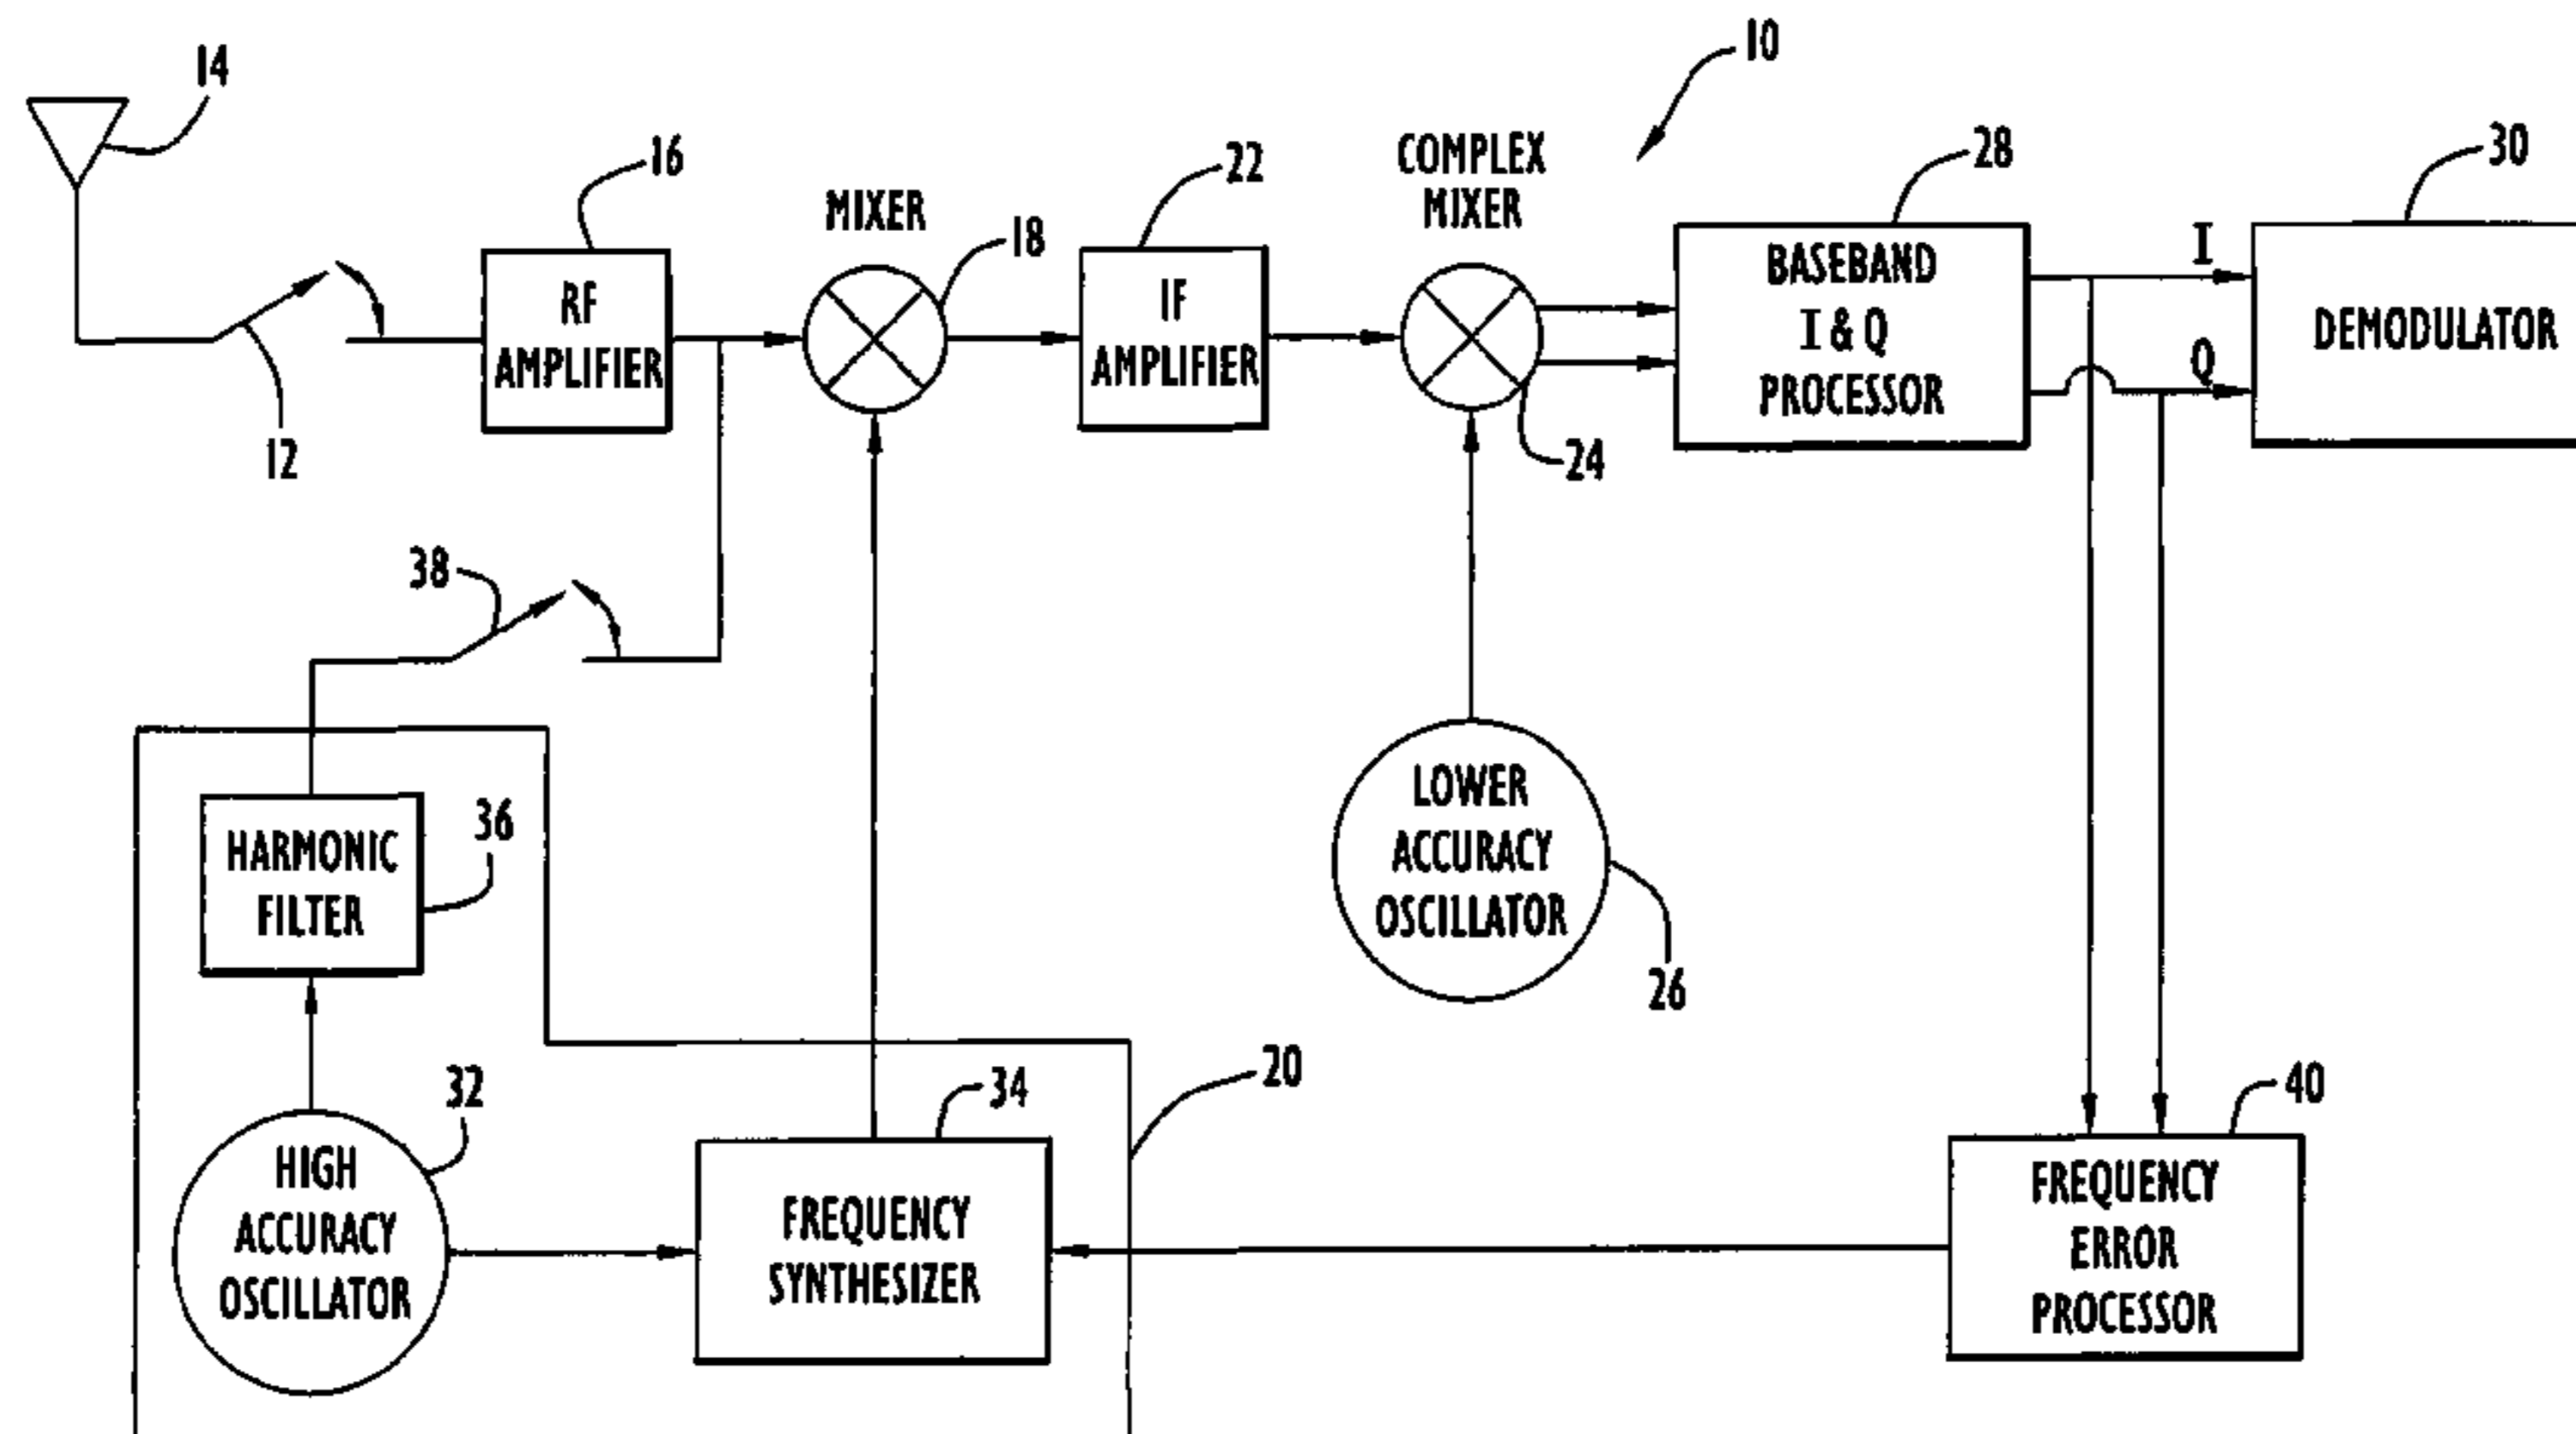 10
14
16
MIXER
18
22
COMPLEX
MIXER
28
30
RF
AMPLIFIER
IF
AMPLIFIER
BASEBAND
I & Q
PROCESSOR
I
Q
DEMODULATOR
12
24
38
LOWER
ACCURACY
OSCILLATOR
26
HARMONIC
FILTER
36
32
HIGH
ACCURACY
OSCILLATOR
34
20
FREQUENCY
SYNTHESIZER
40
FREQUENCY
ERROR
PROCESSOR